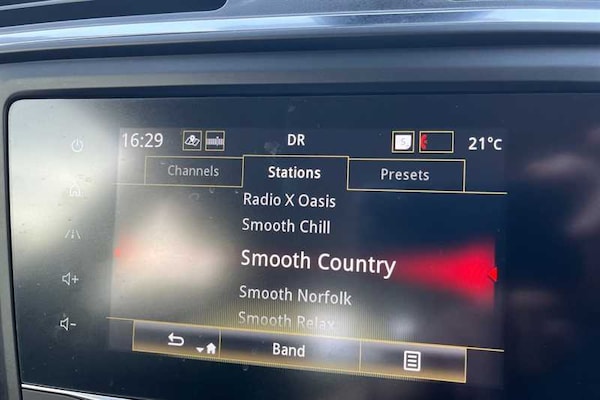 16:29 DR 21°C
Channels Stations Presets
Radio X Oasis
Smooth Chill
Smooth Country
Smooth Norfolk
Smooth Relax
Band